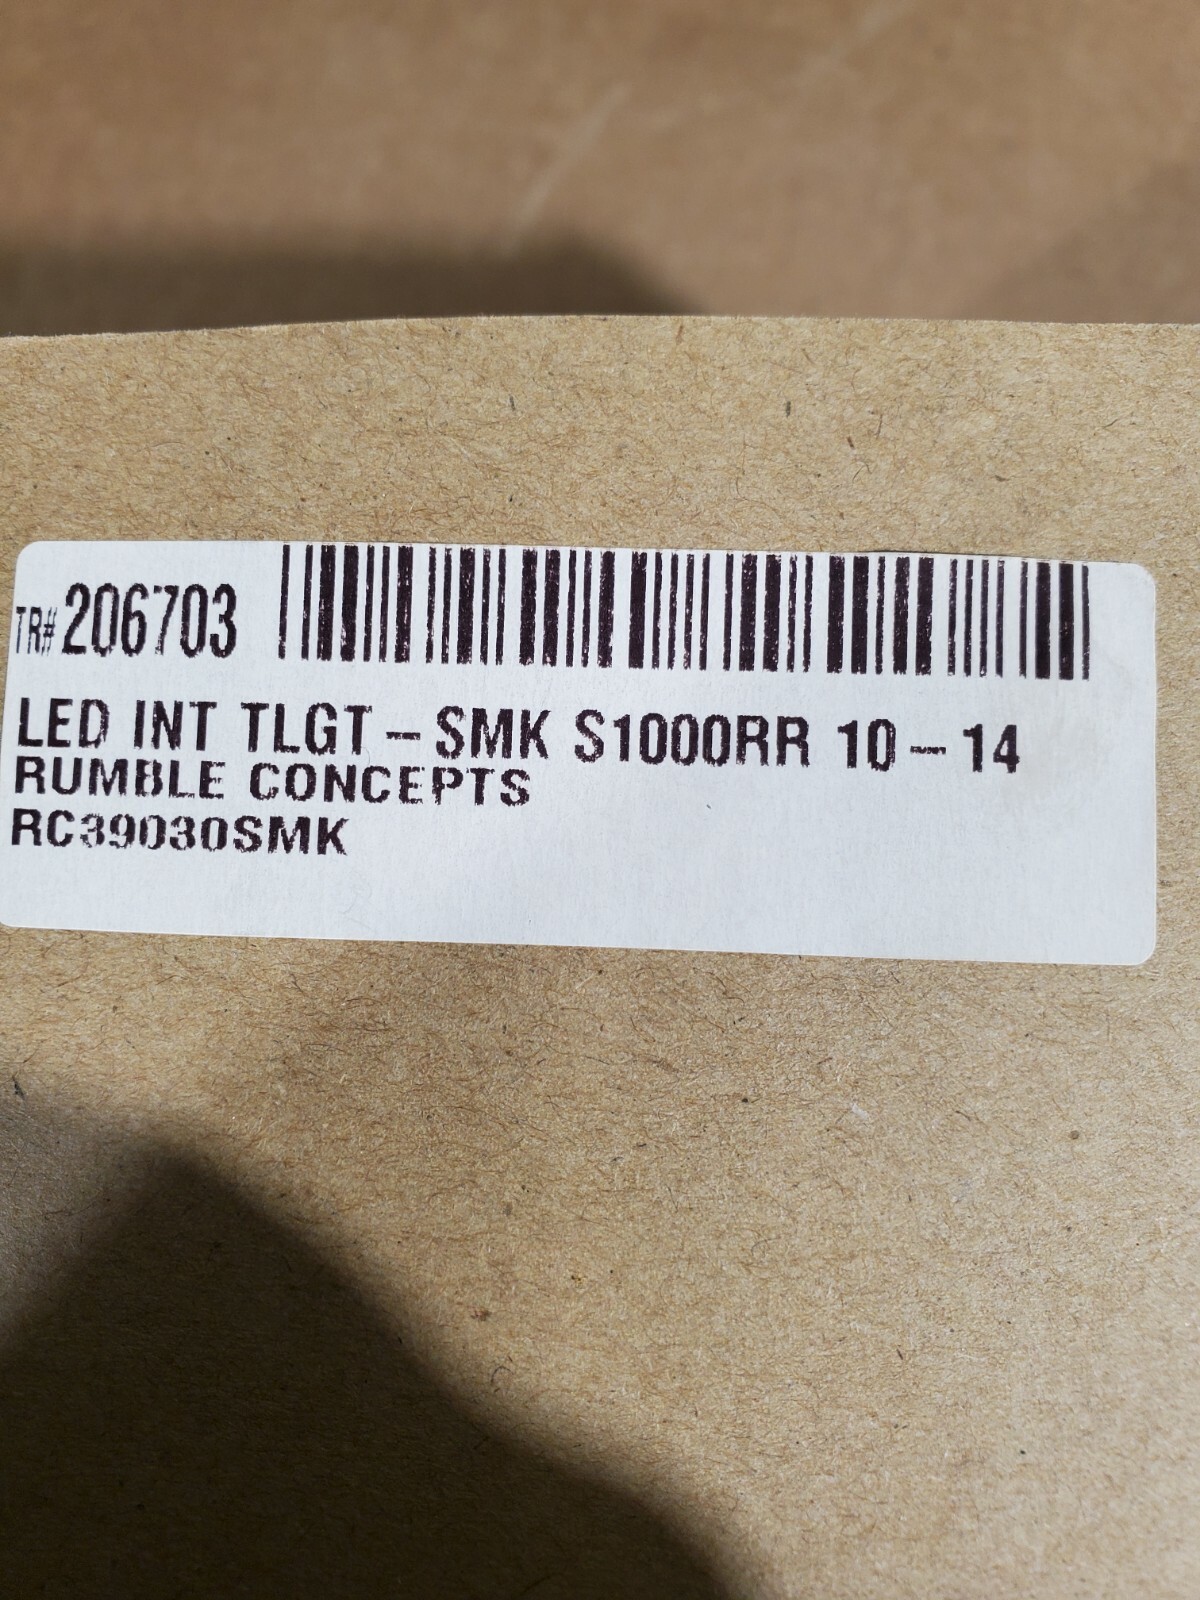 TR# 206703
LED INT TLGT-SMK S1000RR 10-14
RUMBLE CONCEPTS
RC39030SMK